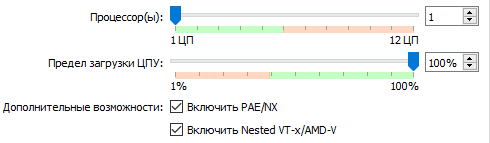 Процессор(ы): 1
1 ЦП 12 ЦП
Предел загрузки ЦПУ: 100%
1% 100%
Дополнительные возможности: Включить PAE/NX
Включить Nested VT-x/AMD-V